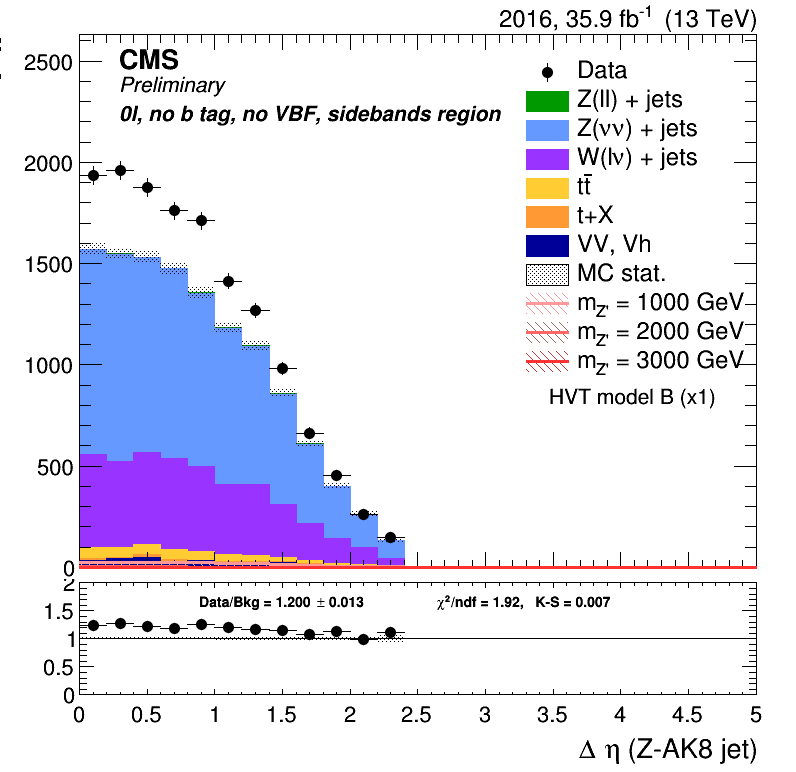 2016, 35.9 fb⁻¹ (13 TeV)
CMS
Preliminary
0l, no b tag, no VBF, sidebands region
Data
Z(ll) + jets
Z(νν) + jets
W(lν) + jets
tt̄
t+X
VV, Vh
MC stat.
m_Z' = 1000 GeV
m_Z' = 2000 GeV
m_Z' = 3000 GeV
HVT model B (x1)
2500
2000
1500
1000
500
0
Data/Bkg = 1.200 ± 0.013 χ²/ndf = 1.92, K-S = 0.007
2
1.5
1
0.5
0
0 0.5 1 1.5 2 2.5 3 3.5 4 4.5 5
Δ η (Z-AK8 jet)